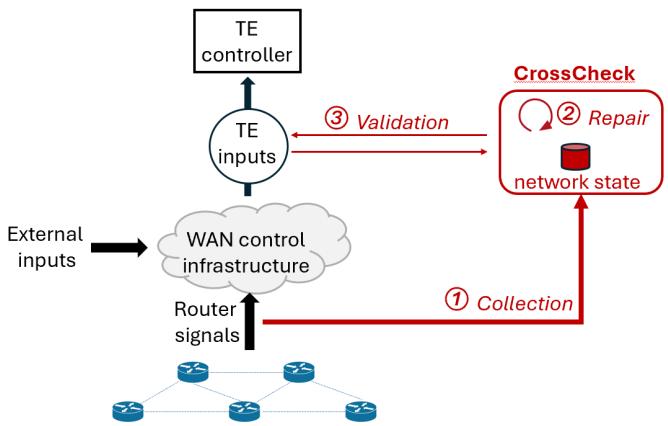 TE
controller
CrossCheck
③ Validation
② Repair
TE
inputs
network state
External
inputs
WAN control
infrastructure
Router
signals
① Collection